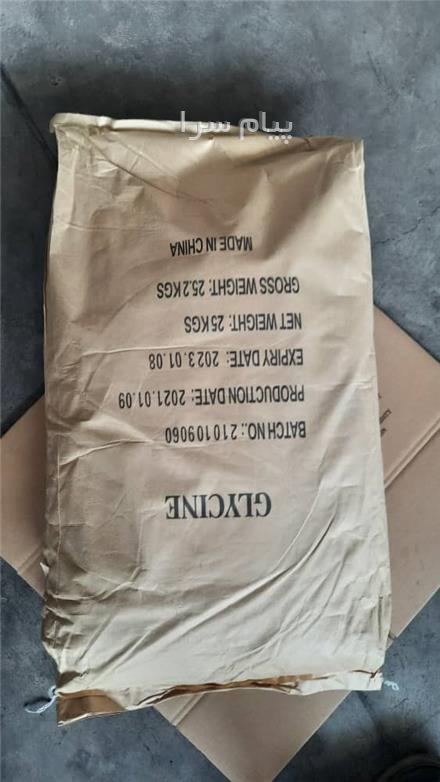 پیام سرا
GLYCINE
BATCH NO.: 210109060
PRODUCTION DATE: 2021.01.09
EXPIRY DATE: 2023.01.08
NET WEIGHT: 25 KGS
GROSS WEIGHT: 25.2 KGS
MADE IN CHINA